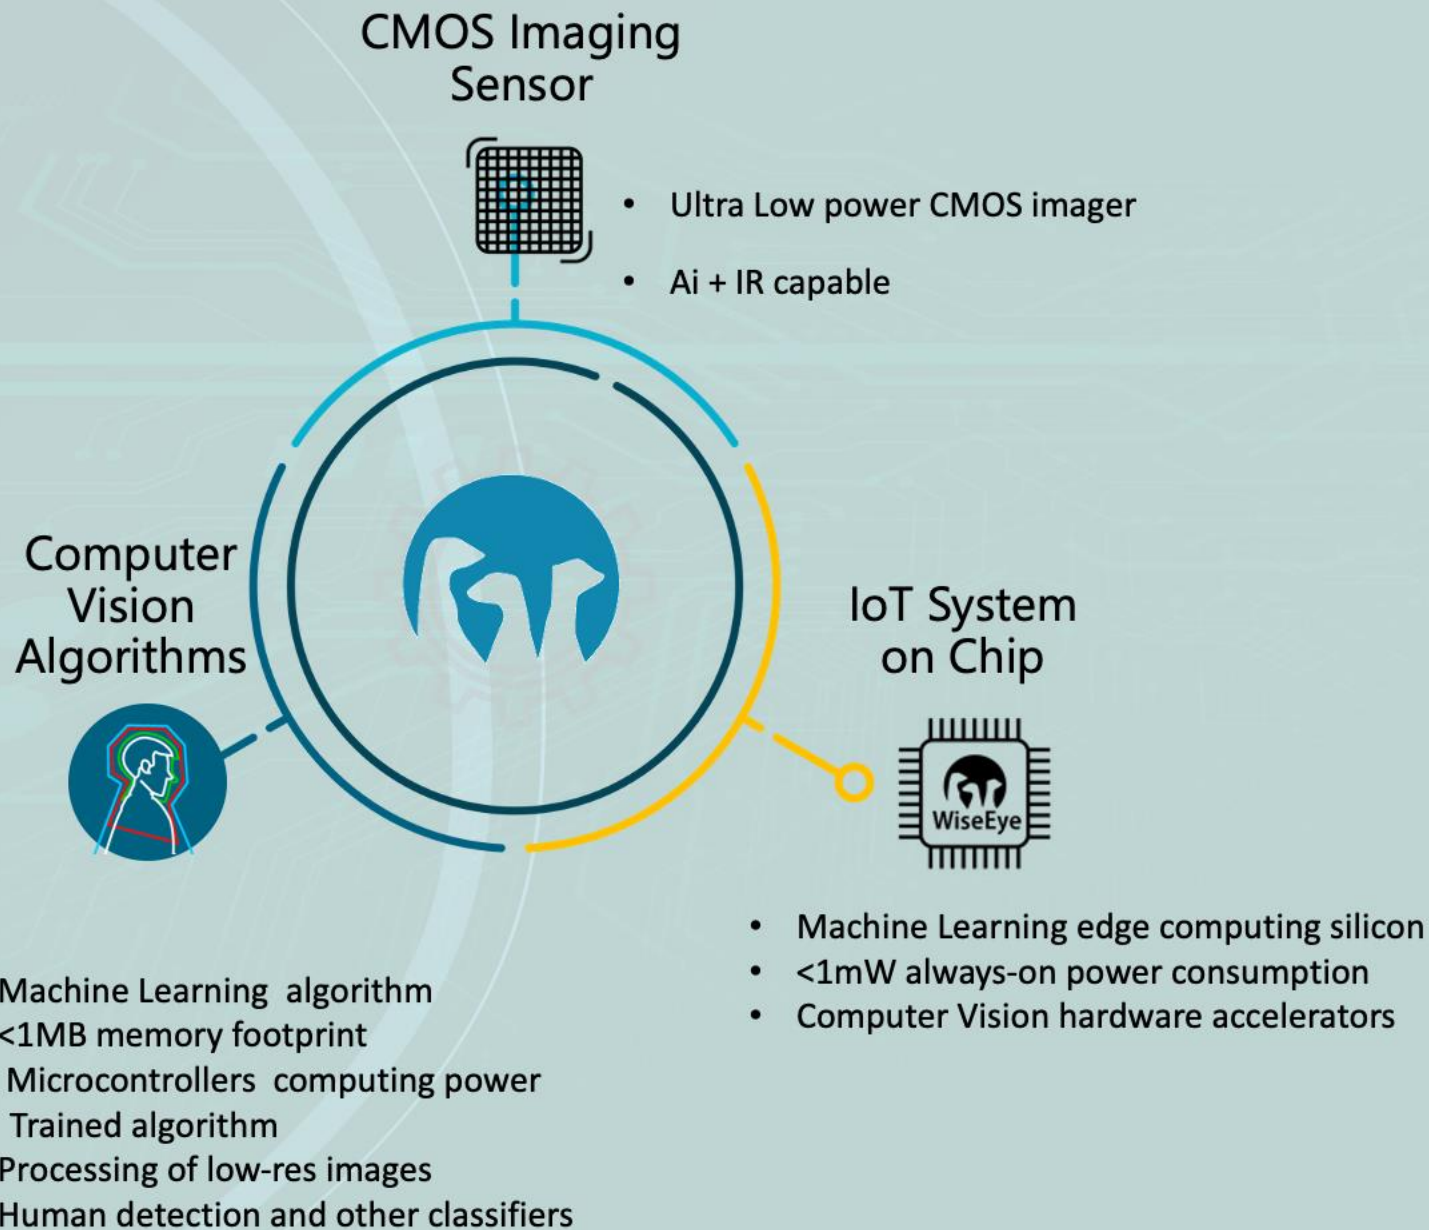 CMOS Imaging
Sensor
• Ultra Low power CMOS imager
• Ai + IR capable
Computer
Vision
Algorithms
Machine Learning algorithm
<1MB memory footprint
Microcontrollers computing power
Trained algorithm
Processing of low-res images
Human detection and other classifiers
IoT System
on Chip
WiseEye
• Machine Learning edge computing silicon
• <1mW always-on power consumption
• Computer Vision hardware accelerators